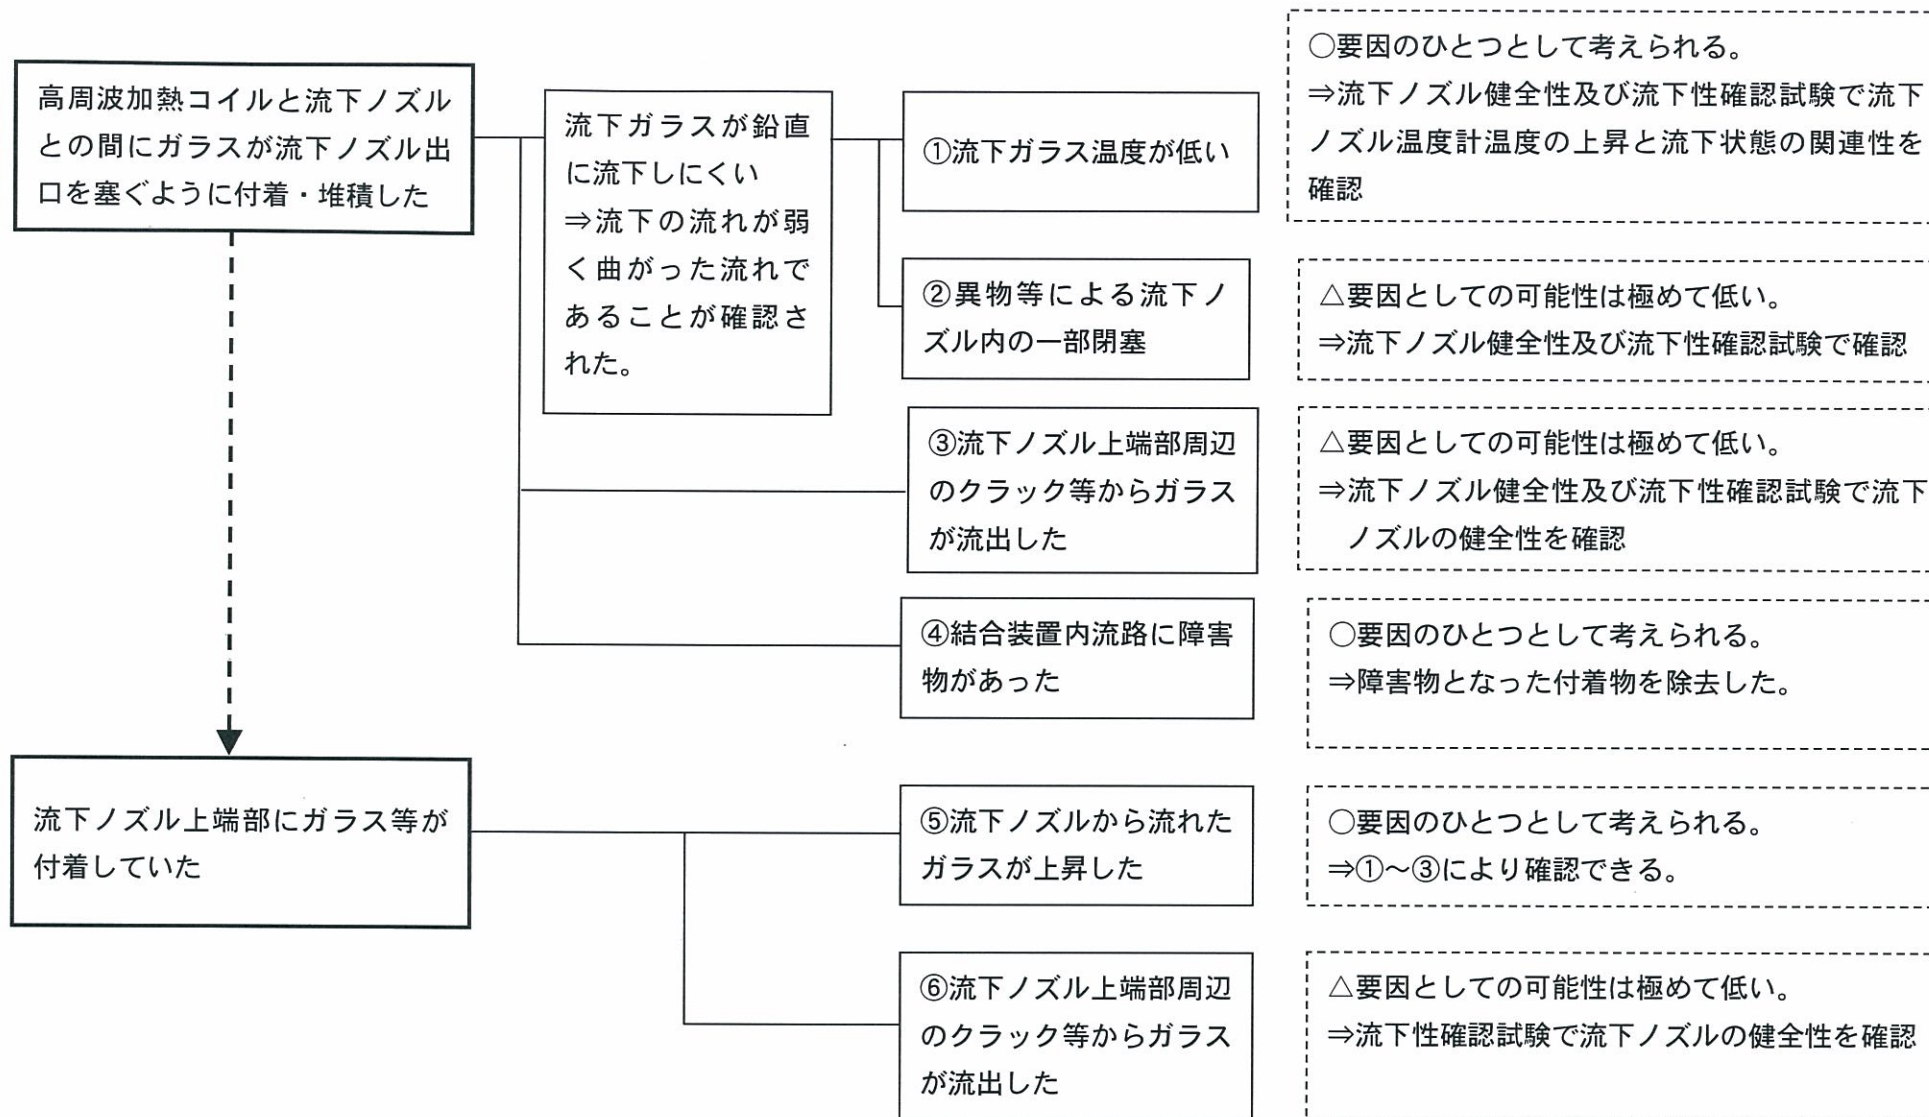 高周波加熱コイルと流下ノズル
との間にガラスが流下ノズル出
口を塞ぐように付着・堆積した
流下ガラスが鉛直
に流下しにくい
⇒流下の流れが弱
く曲がった流れで
あることが確認さ
れた。
①流下ガラス温度が低い
○要因のひとつとして考えられる。
⇒流下ノズル健全性及び流下性確認試験で流下
ノズル温度計温度の上昇と流下状態の関連性を
確認
②異物等による流下ノ
ズル内の一部閉塞
△要因としての可能性は極めて低い。
⇒流下ノズル健全性及び流下性確認試験で確認
③流下ノズル上端部周辺
のクラック等からガラス
が流出した
△要因としての可能性は極めて低い。
⇒流下ノズル健全性及び流下性確認試験で流下
ノズルの健全性を確認
④結合装置内流路に障害
物があった
○要因のひとつとして考えられる。
⇒障害物となった付着物を除去した。
流下ノズル上端部にガラス等が
付着していた
⑤流下ノズルから流れた
ガラスが上昇した
○要因のひとつとして考えられる。
⇒①～③により確認できる。
⑥流下ノズル上端部周辺
のクラック等からガラス
が流出した
△要因としての可能性は極めて低い。
⇒流下性確認試験で流下ノズルの健全性を確認